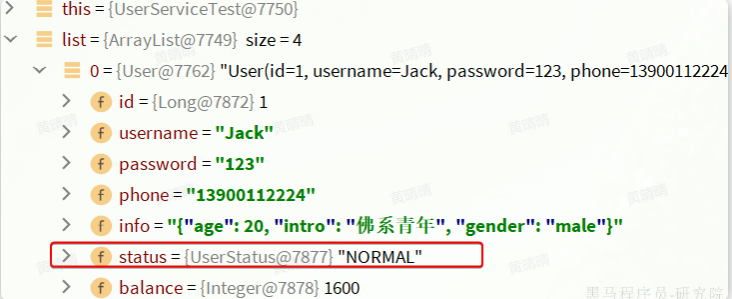 this = {UserServiceTest@7750}
list = {ArrayList@7749} size = 4
0 = {User@7762} "User(id=1, username=Jack, password=123, phone=13900112224
f id = {Long@7872} 1
f username = "Jack"
f password = "123"
f phone = "13900112224"
f info = "{"age": 20, "intro": "佛系青年", "gender": "male"}"
f status = {UserStatus@7877} "NORMAL"
f balance = {Integer@7878} 1600
黑马程序员-研究院